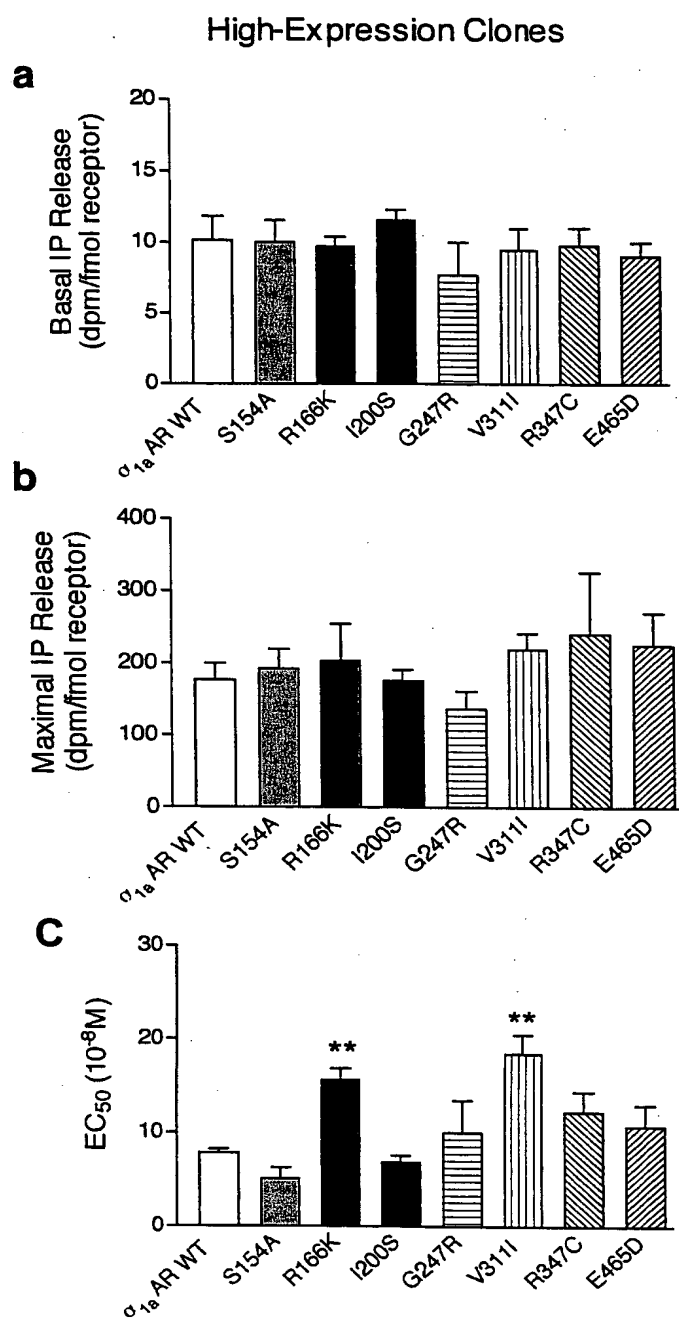 High-Expression Clones
a
Basal IP Release
(dpm/fmol receptor)
20
15
10
5
0
σ1a AR WT
S154A
R166K
I200S
G247R
V311I
R347C
E465D
b
Maximal IP Release
(dpm/fmol receptor)
400
300
200
100
0
σ1a AR WT
S154A
R166K
I200S
G247R
V311I
R347C
E465D
C
EC50 (10-8M)
30
20
10
0
**
**
σ1a AR WT
S154A
R166K
I200S
G247R
V311I
R347C
E465D